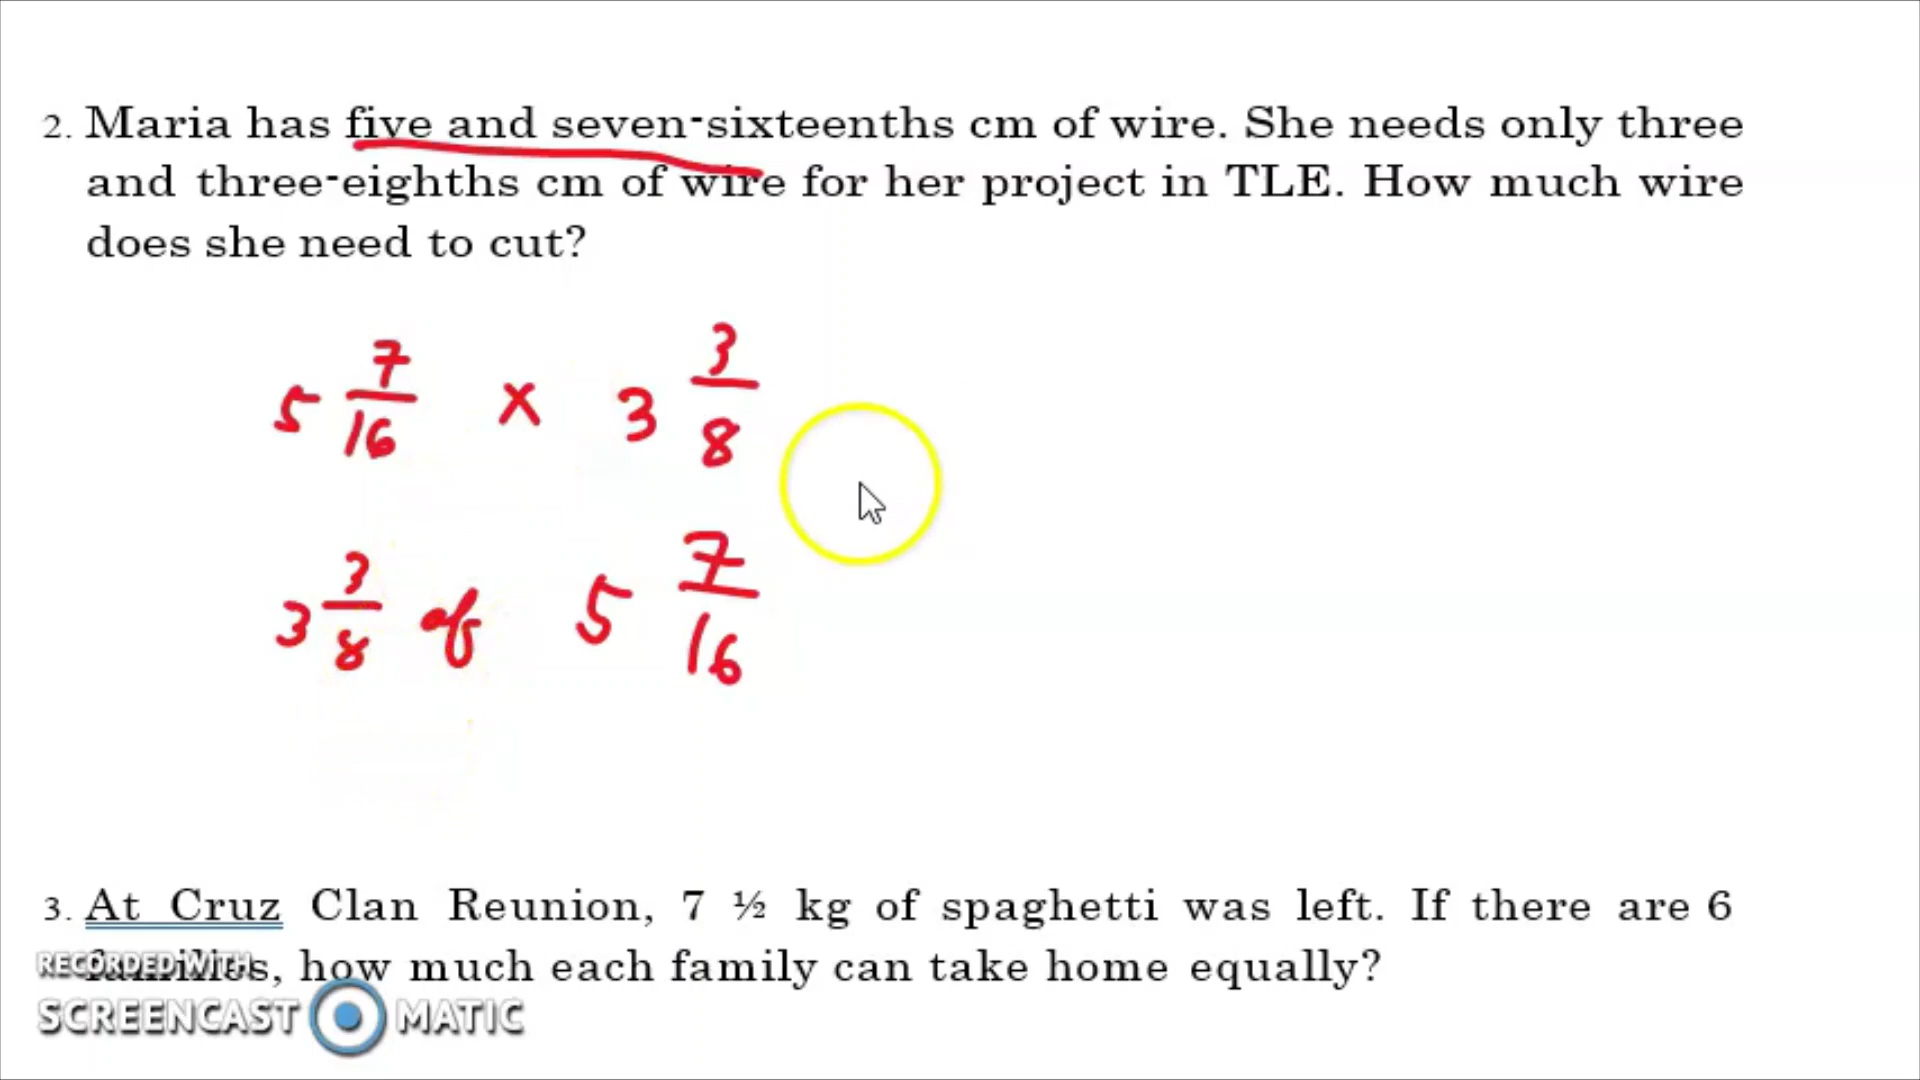 2. Maria has five and seven-sixteenths cm of wire. She needs only three
and three-eighths cm of wire for her project in TLE. How much wire
does she need to cut?
5 7/16 x 3 3/8
3 3/8 of 5 7/16
3. At Cruz Clan Reunion, 7 ½ kg of spaghetti was left. If there are 6
families, how much each family can take home equally?
RECORDED WITH
SCREENCAST MATIC